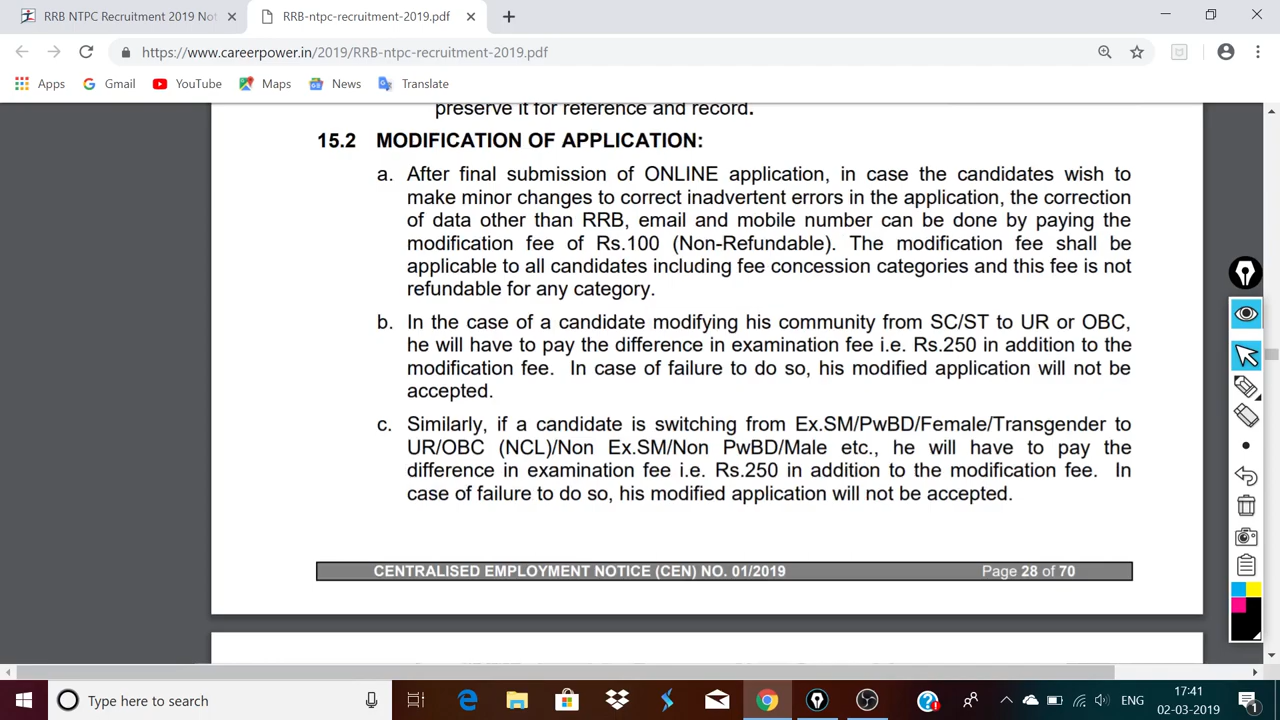 RRB NTPC Recruitment 2019 Not
RRB-ntpc-recruitment-2019.pdf
https://www.careerpower.in/2019/RRB-ntpc-recruitment-2019.pdf
Apps
Gmail
YouTube
Maps
News
Translate
preserve it for reference and record.
15.2 MODIFICATION OF APPLICATION:
a. After final submission of ONLINE application, in case the candidates wish to
make minor changes to correct inadvertent errors in the application, the correction
of data other than RRB, email and mobile number can be done by paying the
modification fee of Rs.100 (Non-Refundable). The modification fee shall be
applicable to all candidates including fee concession categories and this fee is not
refundable for any category.
b. In the case of a candidate modifying his community from SC/ST to UR or OBC,
he will have to pay the difference in examination fee i.e. Rs.250 in addition to the
modification fee. In case of failure to do so, his modified application will not be
accepted.
c. Similarly, if a candidate is switching from Ex.SM/PwBD/Female/Transgender to
UR/OBC (NCL)/Non Ex.SM/Non PwBD/Male etc., he will have to pay the
difference in examination fee i.e. Rs.250 in addition to the modification fee. In
case of failure to do so, his modified application will not be accepted.
CENTRALISED EMPLOYMENT NOTICE (CEN) NO. 01/2019 Page 28 of 70
Type here to search
ENG
17:41
02-03-2019